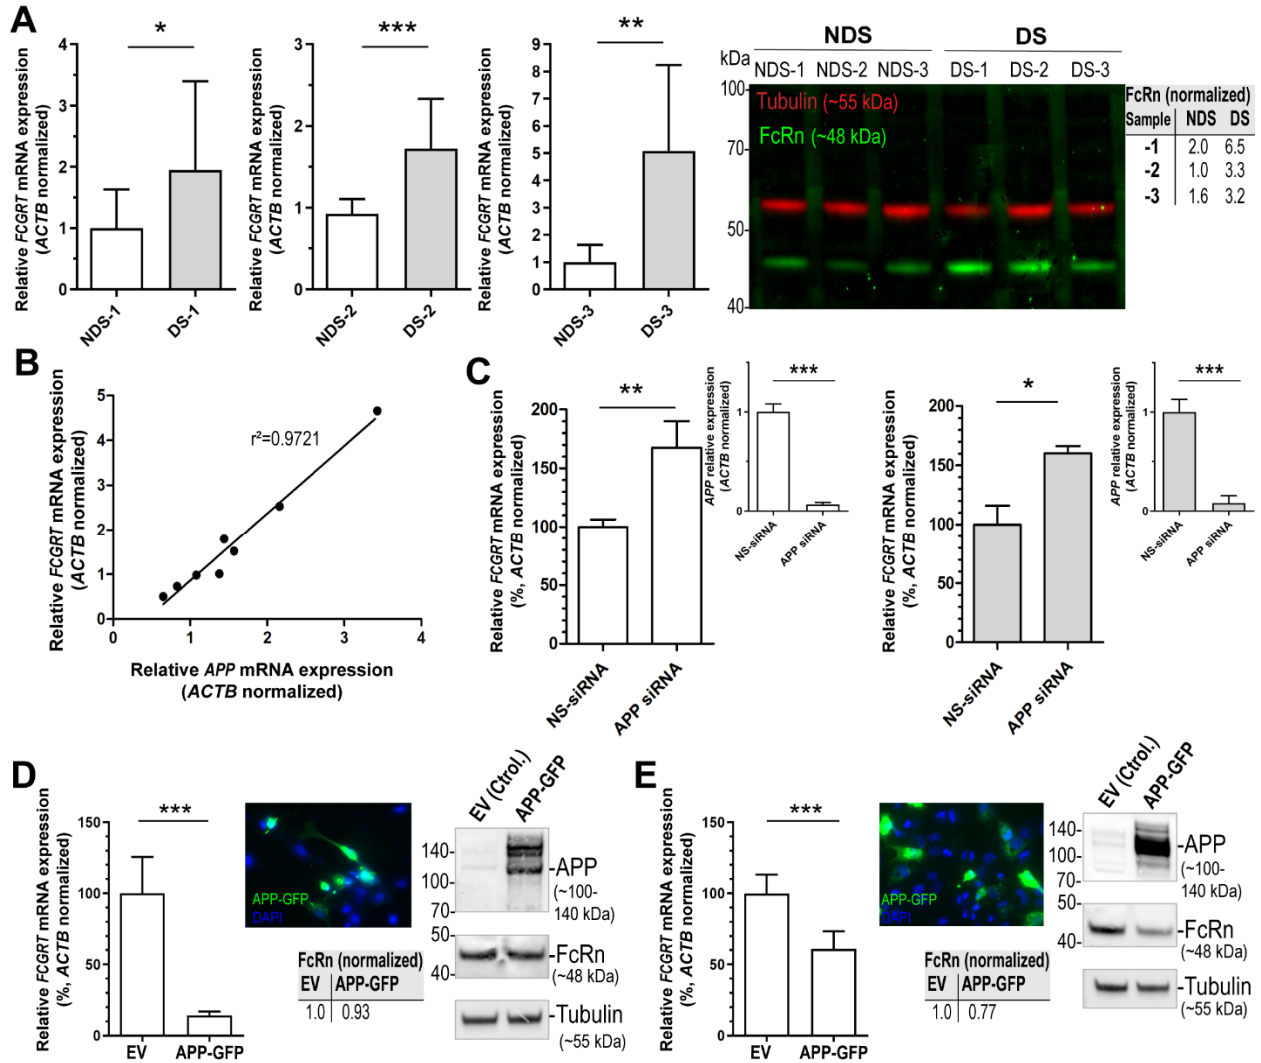 A
Relative FCGRT mRNA expression
(ACTB normalized)
4
3
2
1
0
*
NDS-1
DS-1
Relative FCGRT mRNA expression
(ACTB normalized)
3
2
1
0
***
NDS-2
DS-2
Relative FCGRT mRNA expression
(ACTB normalized)
9
8
7
6
5
4
3
2
1
0
**
NDS-3
DS-3
NDS DS
kDa NDS-1 NDS-2 NDS-3 DS-1 DS-2 DS-3
100-
70-
50-
40-
Tubulin (~55 kDa)
FcRn (~48 kDa)
FcRn (normalized)
Sample NDS DS
-1 2.0 6.5
-2 1.0 3.3
-3 1.6 3.2
B
Relative FCGRT mRNA expression
(ACTB normalized)
5
4
3
2
1
0
r²=0.9721
0 1 2 3 4
Relative APP mRNA expression
(ACTB normalized)
C
Relative FCGRT mRNA expression
(%, ACTB normalized)
200
150
100
50
0
**
NS-siRNA
APP siRNA
APP relative expression
(ACTB normalized)
1
0
***
NS-siRNA
APP siRNA
Relative FCGRT mRNA expression
(%, ACTB normalized)
200
150
100
50
0
*
NS-siRNA
APP siRNA
APP relative expression
(ACTB normalized)
1
0
***
NS-siRNA
APP siRNA
D
Relative FCGRT mRNA expression
(%, ACTB normalized)
150
100
50
0
***
EV APP-GFP
APP-GFP
DAPI
FcRn (normalized)
EV APP-GFP
1.0 0.93
EV (Ctrol.)
APP-GFP
140-
100-
70-
-APP
(~100-
140 kDa)
50-
40-
-FcRn
(~48 kDa)
-Tubulin
(~55 kDa)
E
Relative FCGRT mRNA expression
(%, ACTB normalized)
150
100
50
0
***
EV APP-GFP
APP-GFP
DAPI
FcRn (normalized)
EV APP-GFP
1.0 0.77
EV (Ctrol.)
APP-GFP
140-
100-
70-
-APP
(~100-
140 kDa)
50-
40-
-FcRn
(~48 kDa)
-Tubulin
(~55 kDa)